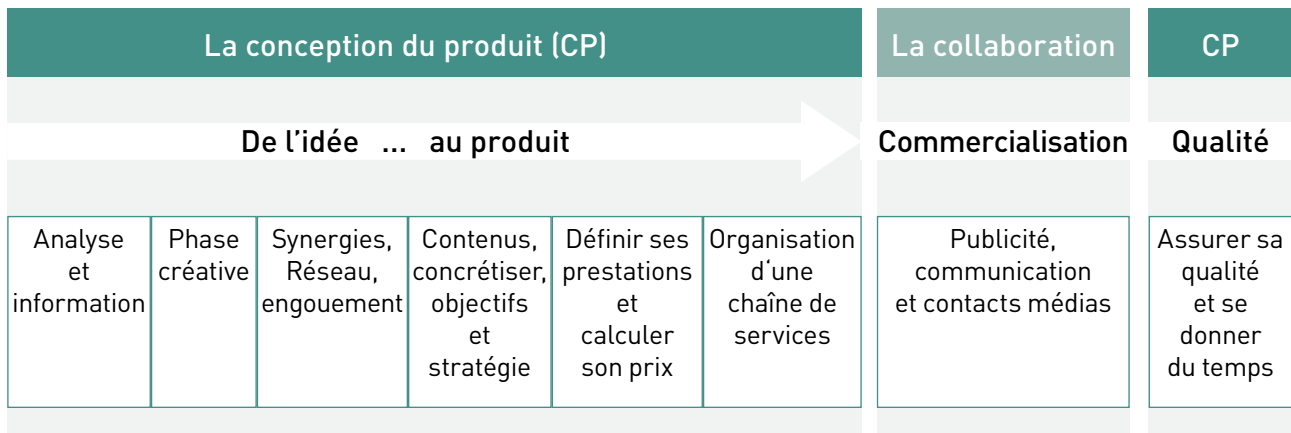 La conception du produit (CP)
La collaboration
CP
De l'idée ... au produit
Commercialisation
Qualité
Analyse
et
information
Phase
créative
Synergies,
Réseau,
engouement
Contenus,
concrétiser,
objectifs
et
stratégie
Définir ses
prestations
et
calculer
son prix
Organisation
d‘une
chaîne de
services
Publicité,
communication
et contacts médias
Assurer sa
qualité
et se
donner
du temps